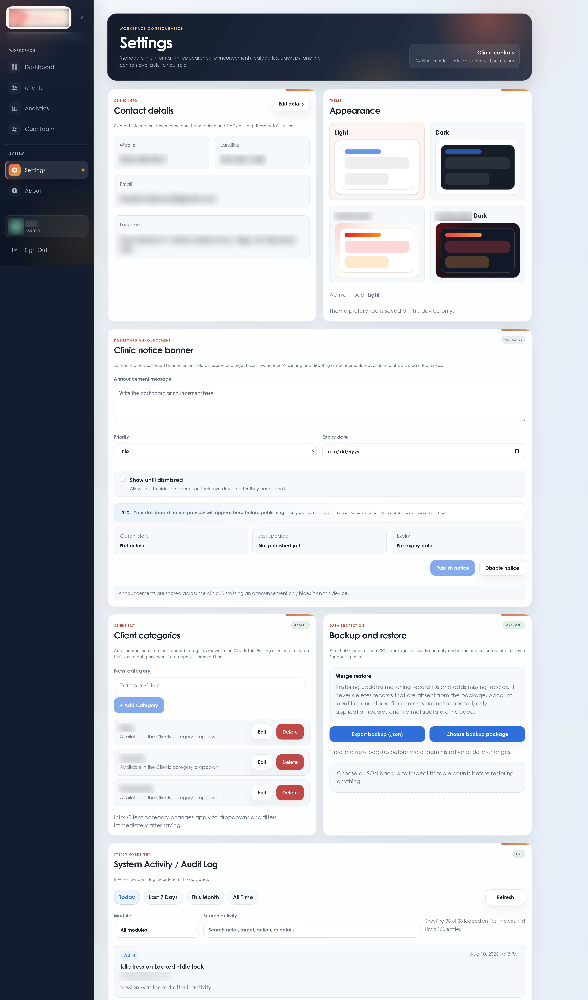 WORKSPACE
Dashboard
Clients
Analytics
Care Team
SYSTEM
Settings
About
Admin
Sign Out
WORKSPACE CONFIGURATION
Settings
Manage clinic information, appearance, announcements, categories, backups, and the
controls available to your role.
Clinic controls
Available modules follow your account permissions
CLINIC INFO
Contact details
Edit details
Contact information shown to the care team. Admin and Staff can keep these details current.
Mobile
Landline
Email
Location
THEME
Appearance
Light
Dark
Dark
Active mode: Light
Theme preference is saved on this device only.
DASHBOARD ANNOUNCEMENT
NOT ACTIVE
Clinic notice banner
Set one shared dashboard banner for reminders, closures, and urgent workflow notices. Publishing and disabling announcements is available to all active care team roles.
Announcement message
Write the dashboard announcement here.
Priority
Expiry date
Info
mm/dd/yyyy
Show until dismissed
Allow staff to hide the banner on their own device after they have seen it.
INFO Your dashboard notice preview will appear here before publishing. Appears on: Dashboard Expires: No expiry date Dismissal: Always visible until disabled
Current state
Not active
Last updated
Not published yet
Expiry
No expiry date
Publish notice
Disable notice
Announcements are shared across the clinic. Dismissing an announcement only hides it on this device.
CLIENT LIST
3 SAVED
Client categories
Add, rename, or delete the standard categories shown in the Clients tab. Existing client records keep
their saved category even if a category is removed here.
New category
Example: Clinic
+ Add Category
Available in the Clients category dropdown
Edit
Delete
Available in the Clients category dropdown
Edit
Delete
Available in the Clients category dropdown
Edit
Delete
Info: Client category changes apply to dropdowns and filters
immediately after saving.
DATA PROTECTION
AVAILABLE
Backup and restore
Export clinic records to a JSON package, review its contents, and restore records safely into this same
Supabase project.
Merge restore
Restoring updates matching record IDs and adds missing records. It
never deletes records that are absent from the package. Account
identities and stored file contents are not recreated; only
application records and file metadata are included.
Export backup (.json)
Choose backup package
Create a new backup before major administrative or data changes.
Choose a JSON backup to inspect its table counts before restoring
anything.
SYSTEM OVERSIGHT
LIVE
System Activity / Audit Log
Review real audit log records from the database.
Today
Last 7 Days
This Month
All Time
Refresh
Module
Search activity
All modules
Search actor, target, action, or details
Showing 38 of 38 loaded entries · newest first
Limit: 200 entries
AUTH
Aug 10, 2026, 4:13 PM
Idle Session Locked · Idle lock
Session was locked after inactivity.